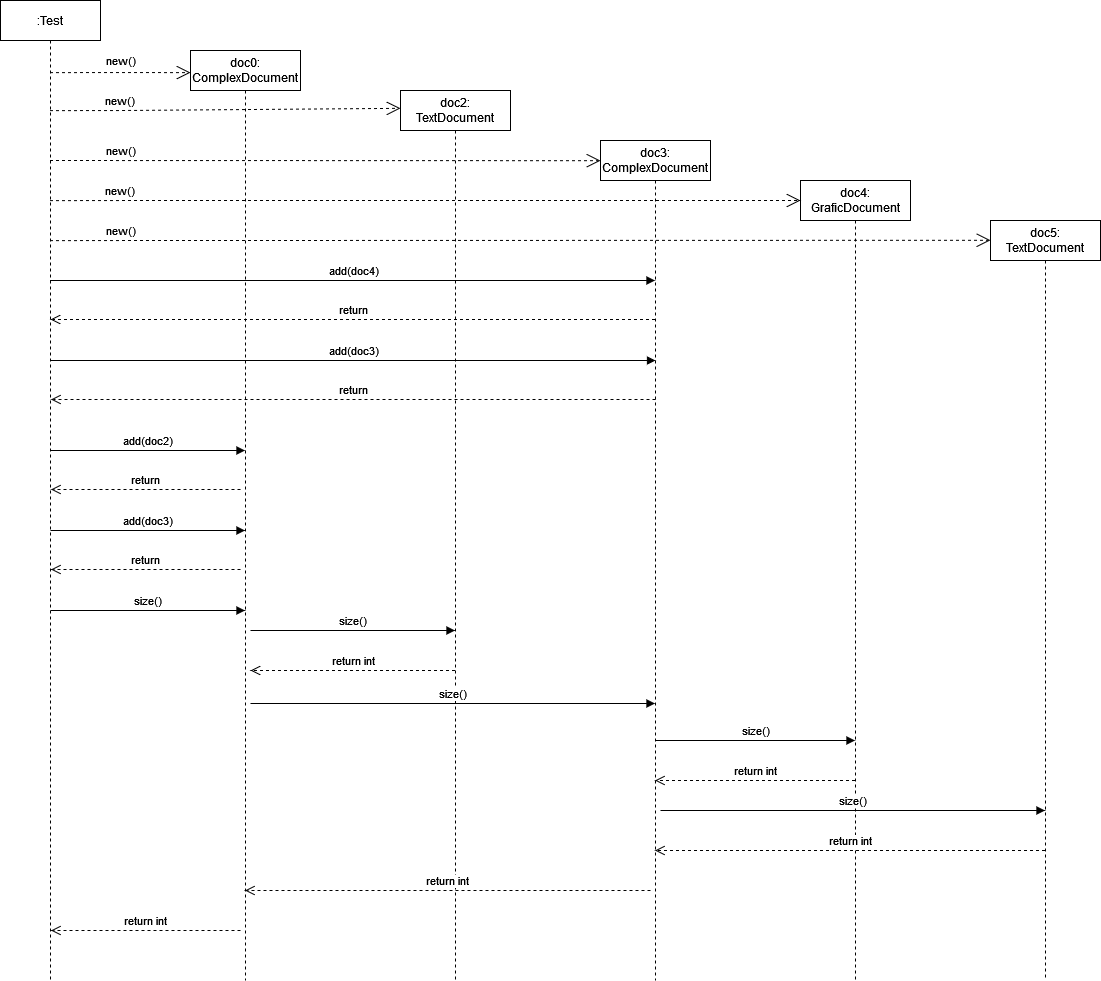 :Test
new()
doc0:
ComplexDocument
new()
doc2:
TextDocument
new()
doc3:
ComplexDocument
new()
doc4:
GraficDocument
new()
doc5:
TextDocument
add(doc4)
return
add(doc3)
return
add(doc2)
return
add(doc3)
return
size()
size()
return int
size()
size()
return int
size()
return int
return int
return int